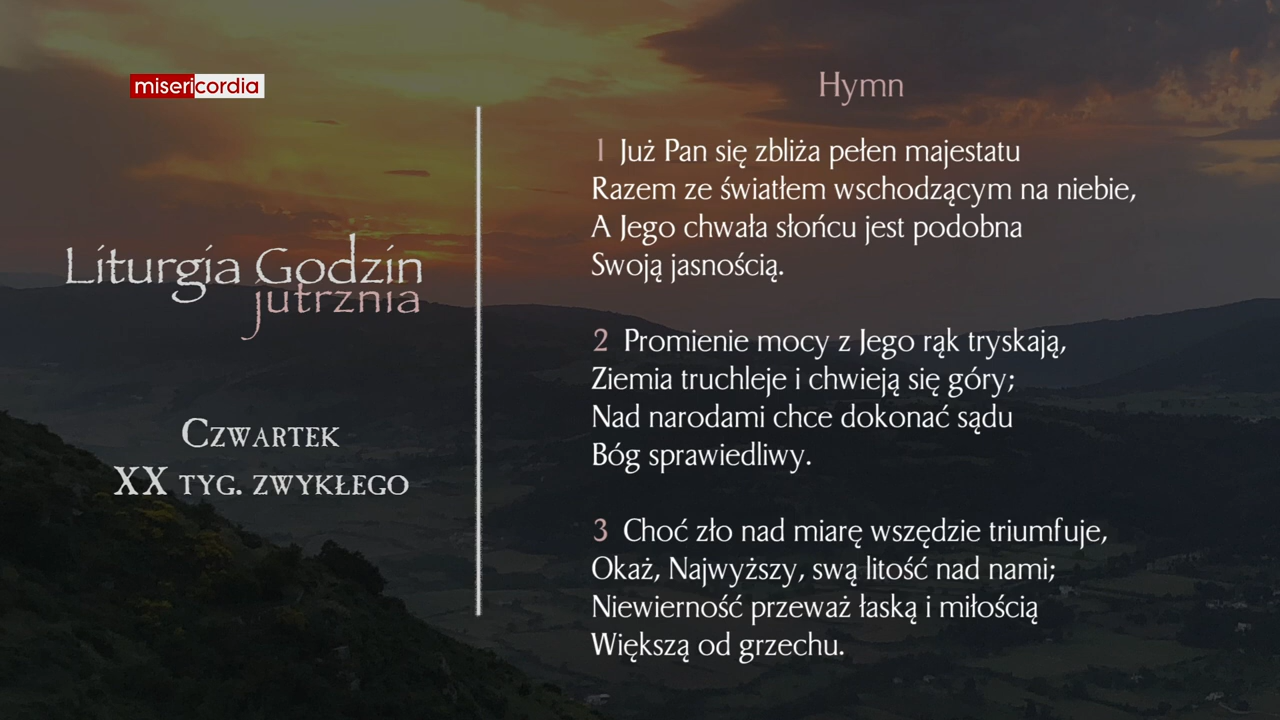 misericordia
Liturgia Godzin
jutrznia
Czwartek
XX tyg. zwykłego
Hymn
1 Już Pan się zbliża pełen majestatu
Razem ze światłem wschodzącym na niebie,
A Jego chwała słońcu jest podobna
Swoją jasnością.
2 Promienie mocy z Jego rąk tryskają,
Ziemia truchleje i chwieją się góry;
Nad narodami chce dokonać sądu
Bóg sprawiedliwy.
3 Choć zło nad miarę wszędzie triumfuje,
Okaż, Najwyższy, swą litość nad nami;
Niewierność przeważ łaską i miłością
Większą od grzechu.